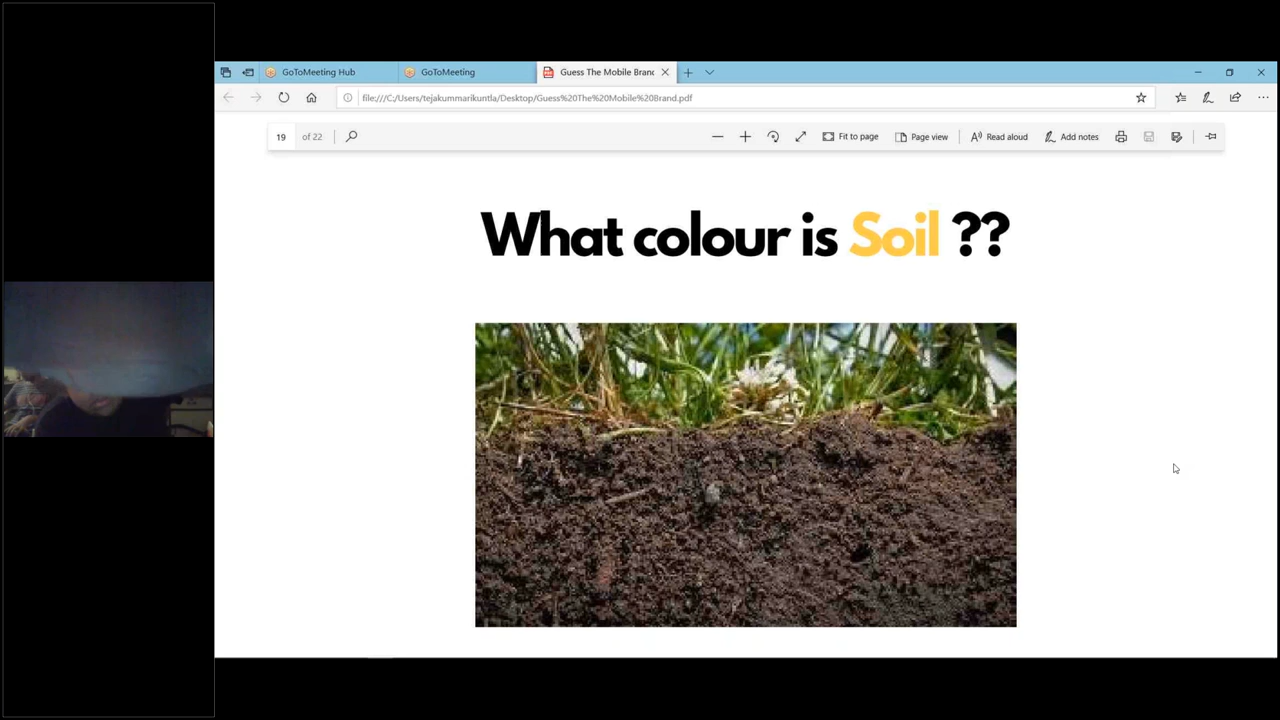 GoToMeeting Hub
GoToMeeting
Guess The Mobile Branc
file:///C:/Users/tejakummarikuntla/Desktop/Guess%20The%20Mobile%20Brand.pdf
19 of 22
Fit to page
Page view
Read aloud
Add notes
What colour is Soil ??